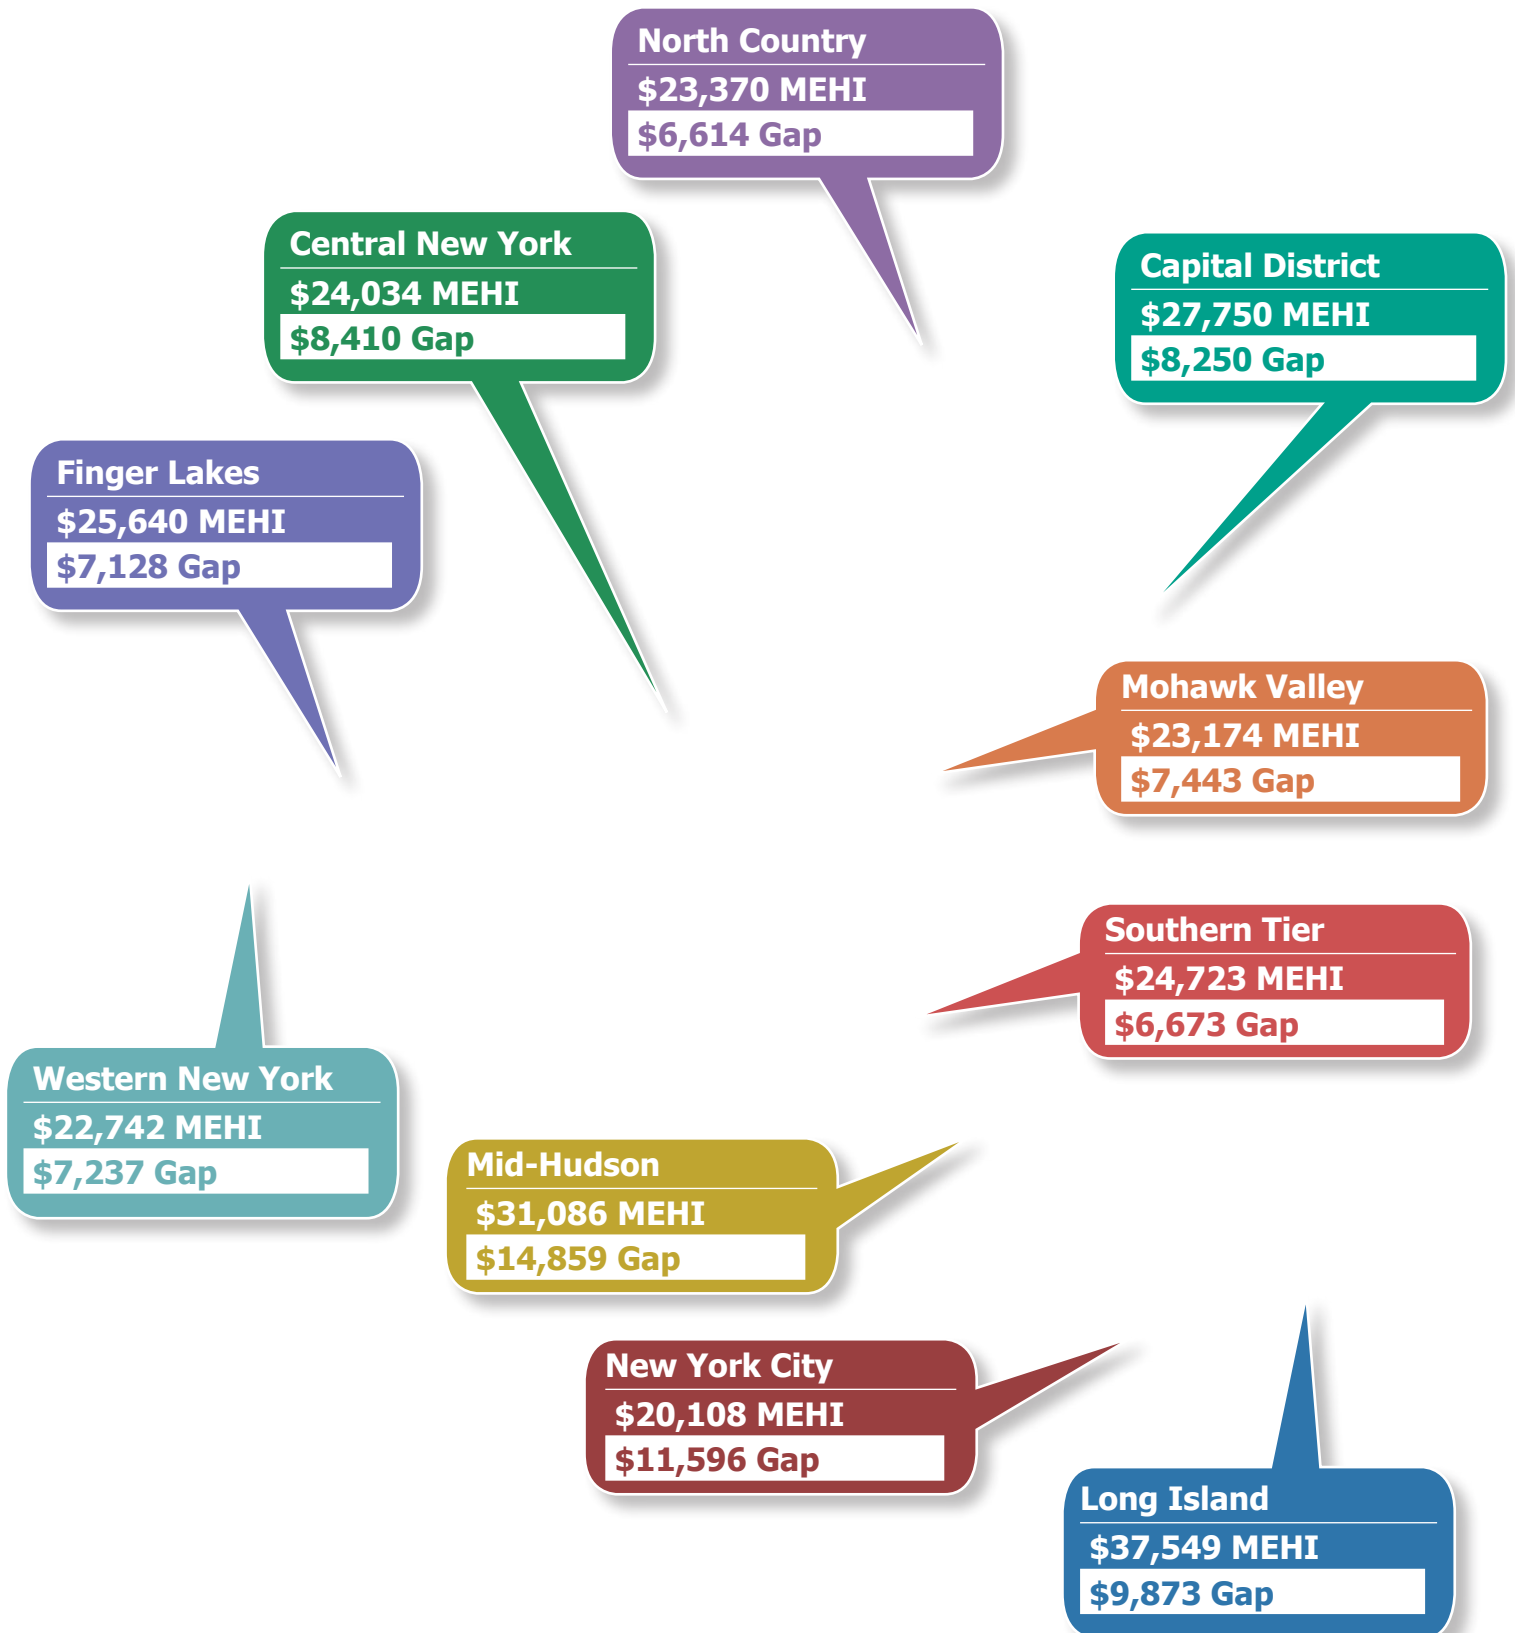 North Country
$23,370 MEHI
$6,614 Gap
Central New York
$24,034 MEHI
$8,410 Gap
Capital District
$27,750 MEHI
$8,250 Gap
Finger Lakes
$25,640 MEHI
$7,128 Gap
Mohawk Valley
$23,174 MEHI
$7,443 Gap
Southern Tier
$24,723 MEHI
$6,673 Gap
Western New York
$22,742 MEHI
$7,237 Gap
Mid-Hudson
$31,086 MEHI
$14,859 Gap
New York City
$20,108 MEHI
$11,596 Gap
Long Island
$37,549 MEHI
$9,873 Gap